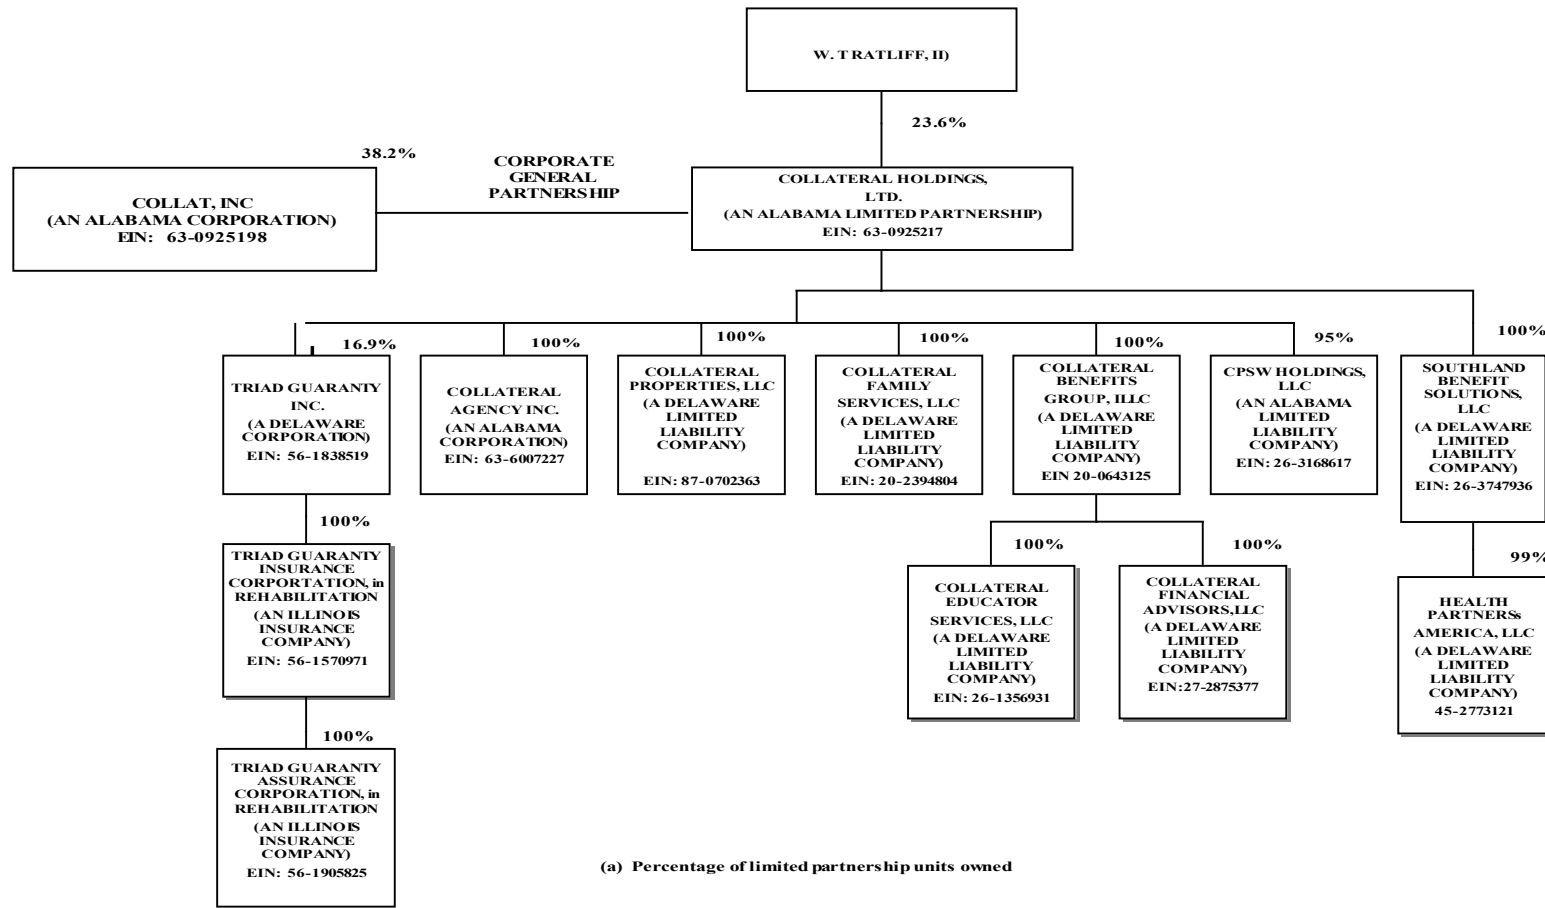 W. T RATLIFF, II)
23.6%
38.2%
CORPORATE
GENERAL
PARTNERSHIP
COLLAT, INC
(AN ALABAMA CORPORATION)
EIN: 63-0925198
COLLATERAL HOLDINGS,
LTD.
(AN ALABAMA LIMITED PARTNERSHIP)
EIN: 63-0925217
16.9%
TRIAD GUARANTY
INC.
(A DELAWARE
CORPORATION)
EIN: 56-1838519
100%
COLLATERAL
AGENCY INC.
(AN ALABAMA
CORPORATION)
EIN: 63-6007227
100%
COLLATERAL
PROPERTIES, LLC
(A DELAWARE
LIMITED
LIABILITY
COMPANY)
EIN: 87-0702363
100%
COLLATERAL
FAMILY
SERVICES, LLC
(A DELAWARE
LIMITED
LIABILITY
COMPANY)
EIN: 20-2394804
100%
COLLATERAL
BENEFITS
GROUP, ILLC
(A DELAWARE
LIMITED
LIABILITY
COMPANY)
EIN 20-0643125
95%
CPSW HOLDINGS,
LLC
(AN ALABAMA
LIMITED
LIABILITY
COMPANY)
EIN: 26-3168617
100%
SOUTHLAND
BENEFIT
SOLUTIONS,
LLC
(A DELAWARE
LIMITED
LIABILITY
COMPANY)
EIN: 26-3747936
100%
TRIAD GUARANTY
INSURANCE
CORPORTATION, in
REHABILITATION
(AN ILLINOIS
INSURANCE
COMPANY)
EIN: 56-1570971
100%
COLLATERAL
EDUCATOR
SERVICES, LLC
(A DELAWARE
LIMITED
LIABILITY
COMPANY)
EIN: 26-1356931
100%
COLLATERAL
FINANCIAL
ADVISORS,LLC
(A DELAWARE
LIMITED
LIABILITY
COMPANY)
EIN:27-2875377
99%
HEALTH
PARTNERSs
AMERICA, LLC
(A DELAWARE
LIMITED
LIABILITY
COMPANY)
45-2773121
100%
TRIAD GUARANTY
ASSURANCE
CORPORATION, in
REHABILITATION
(AN ILLINOIS
INSURANCE
COMPANY)
EIN: 56-1905825
(a) Percentage of limited partnership units owned